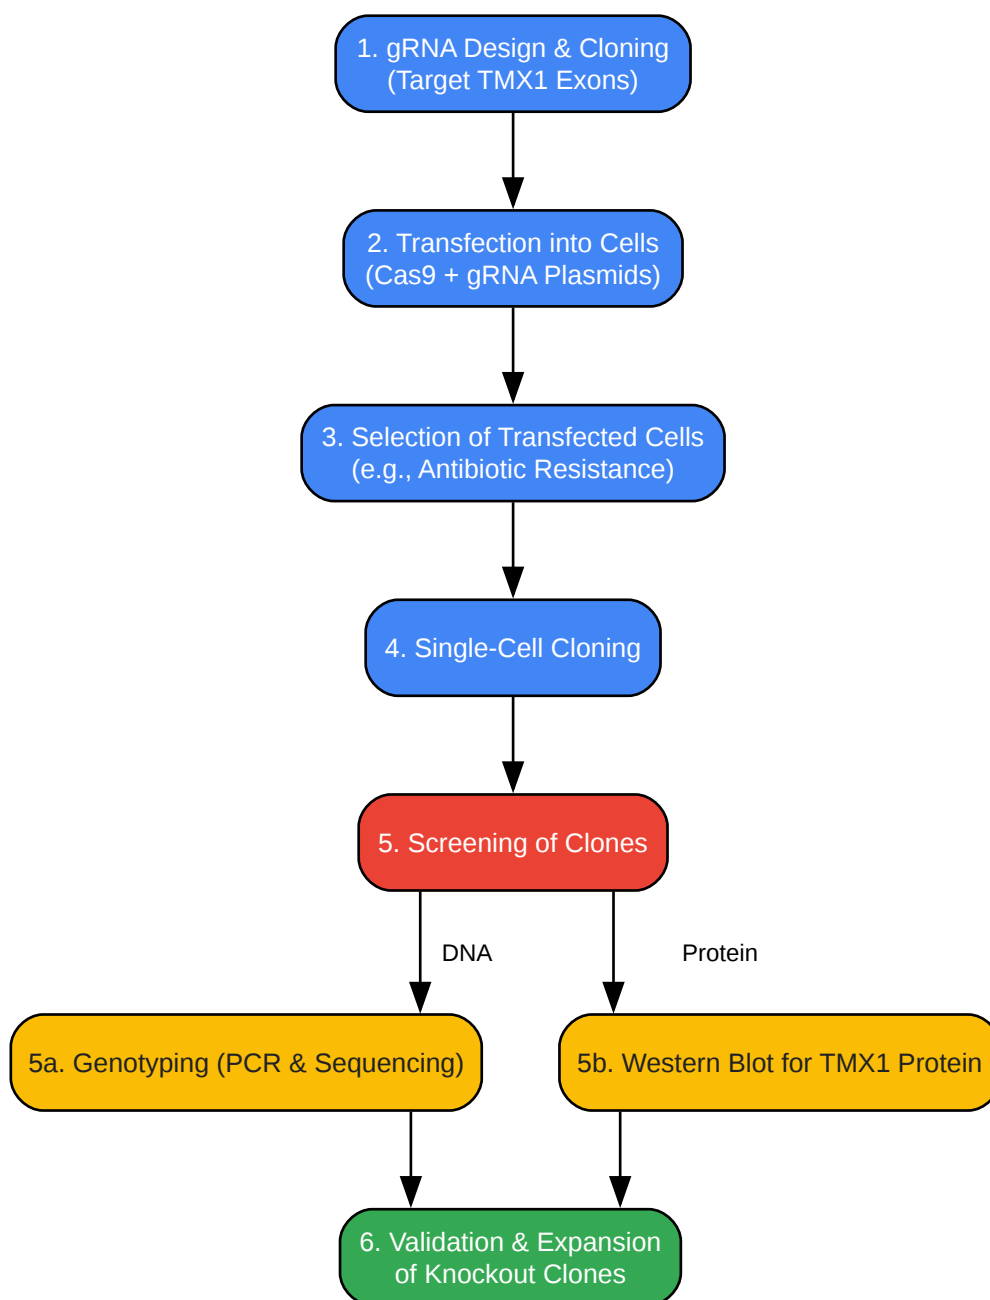 1. gRNA Design & Cloning
(Target TMX1 Exons)
2. Transfection into Cells
(Cas9 + gRNA Plasmids)
3. Selection of Transfected Cells
(e.g., Antibiotic Resistance)
4. Single-Cell Cloning
5. Screening of Clones
DNA
Protein
5a. Genotyping (PCR & Sequencing)
5b. Western Blot for TMX1 Protein
6. Validation & Expansion
of Knockout Clones